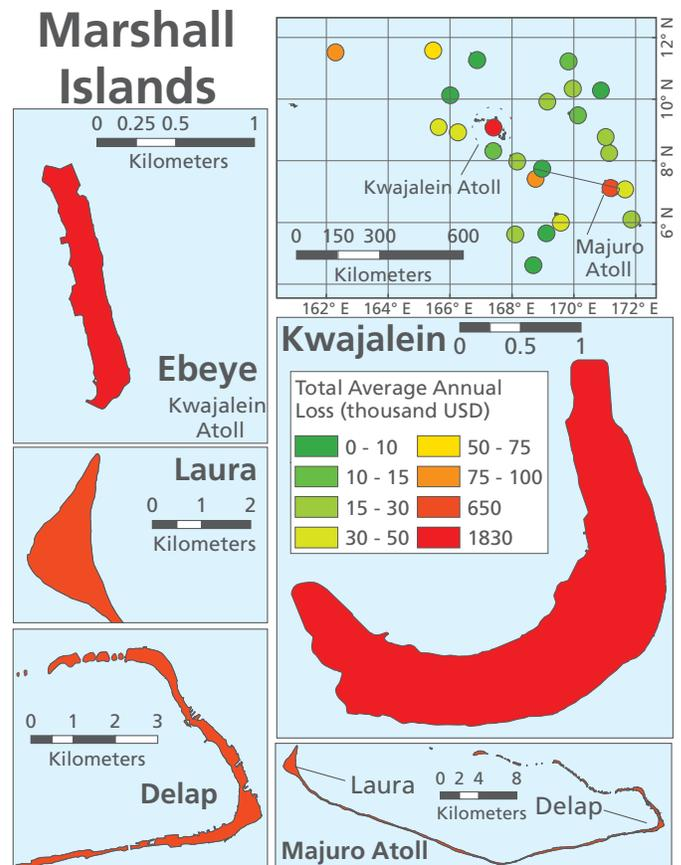 Marshall
Islands
0 0.25 0.5 1
Kilometers
Ebeye
Kwajalein
Atoll
Laura
0 1 2
Kilometers
0 1 2 3
Kilometers
Delap
12° N
10° N
8° N
6° N
Kwajalein Atoll
0 150 300 600
Kilometers
Majuro
Atoll
162° E 164° E 166° E 168° E 170° E 172° E
Kwajalein
0 0.5 1
Total Average Annual
Loss (thousand USD)
0 - 10 50 - 75
10 - 15 75 - 100
15 - 30 650
30 - 50 1830
Laura
0 2 4 8
Kilometers
Delap
Majuro Atoll